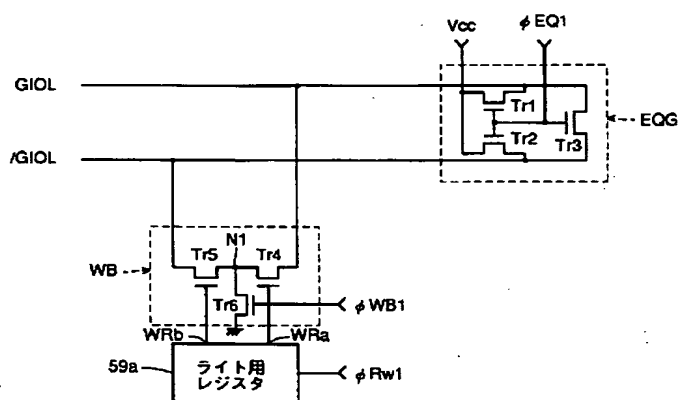 Vcc
φEQ1
GIOL
Tr1
EQG
Tr2
Tr3
/GIOL
N1
Tr5
Tr4
WB
Tr6
φWB1
WRb
WRa
59a
ライト用
レジスタ
φRw1